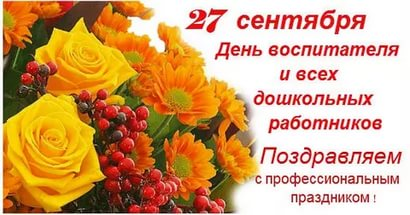 27 сентября
День воспитателя
и всех
дошкольных
работников
Поздравляем
с профессиональным
праздником !